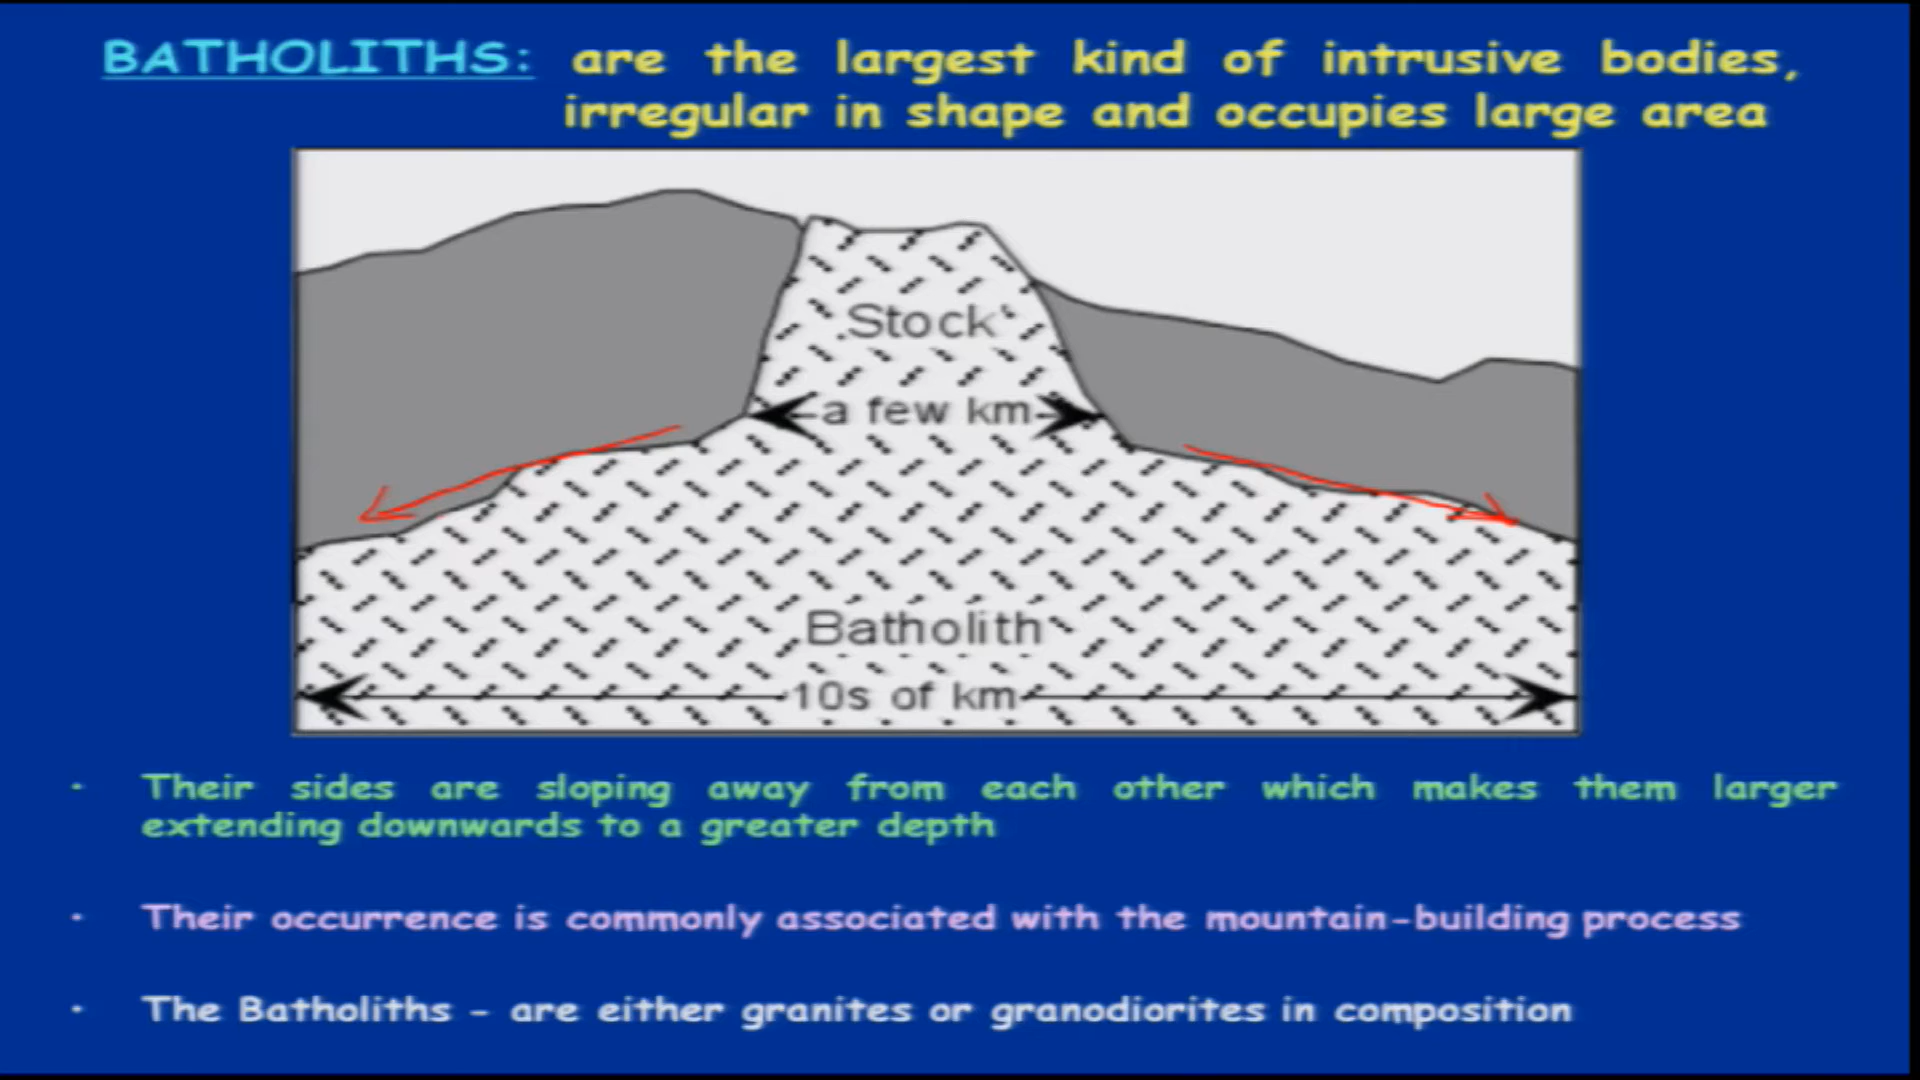 BATHOLITHS: are the largest kind of intrusive bodies,
irregular in shape and occupies large area
Stock
a few km
Batholith
10s of km
• Their sides are sloping away from each other which makes them larger
extending downwards to a greater depth
• Their occurrence is commonly associated with the mountain-building process
• The Batholiths - are either granites or granodiorites in composition